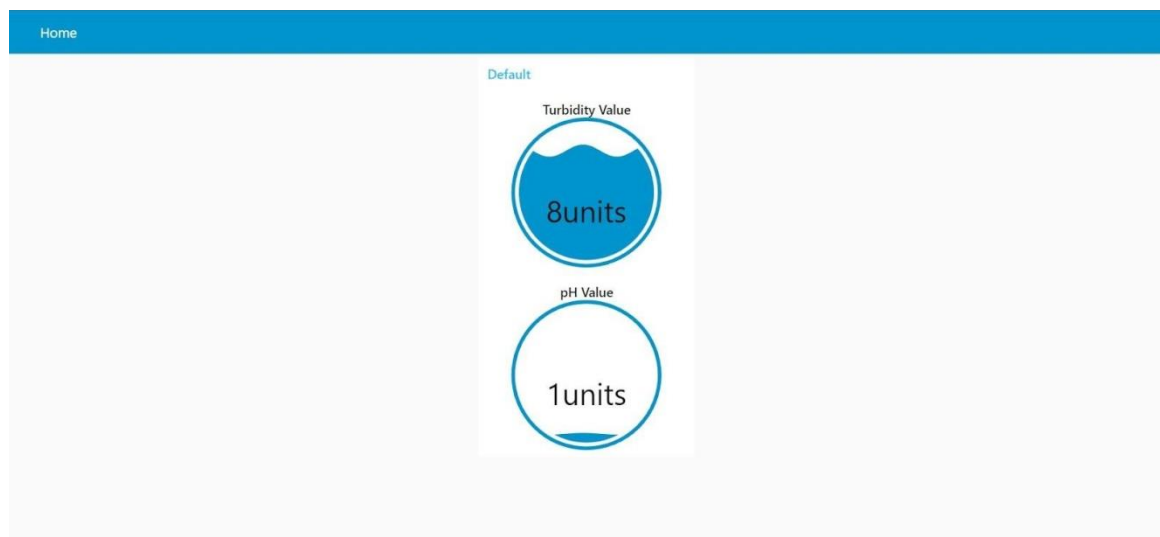 Home
Default
Turbidity Value
8units
pH Value
1units